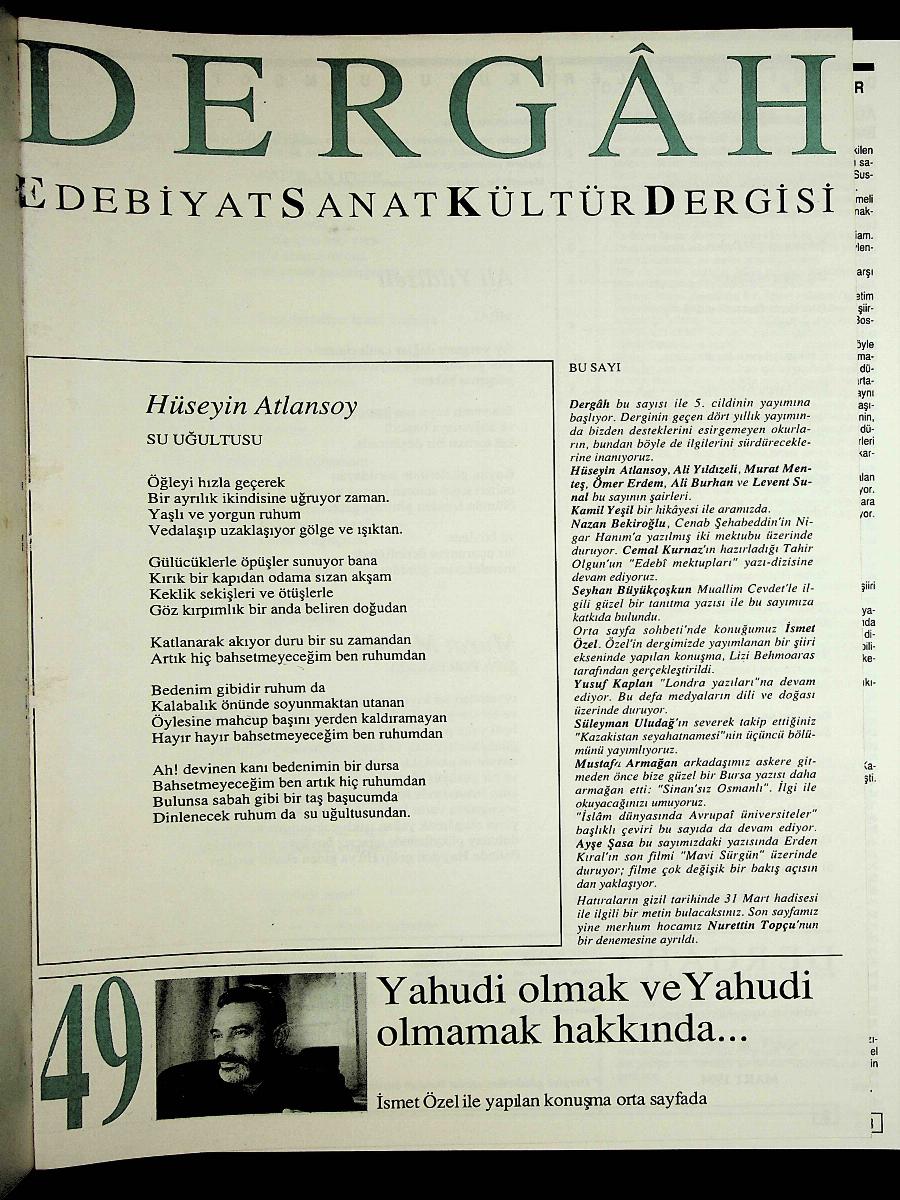 DERGÂH
EDEBİYAT SANAT KÜLTÜR DERGİSİ
Hüseyin Atlansoy
SU UĞULTUSU
Öğleyi hızla geçerek
Bir ayrılık ikindisine uğruyor zaman.
Yaşlı ve yorgun ruhum
Vedalaşıp uzaklaşıyor gölge ve ışıktan.
Gülücüklerle öpüşler sunuyor bana
Kırık bir kapıdan odama sızan akşam
Keklik sekişleri ve ötüşlerle
Göz kırpımlık bir anda beliren doğudan
Katlanarak akıyor duru bir su zamandan
Artık hiç bahsetmeyeceğim ben ruhumdan
Bedenim gibidir ruhum da
Kalabalık önünde soyunmaktan utanan
Öylesine mahcup başını yerden kaldıramayan
Hayır hayır bahsetmeyeceğim ben ruhumdan
Ah! devinen kanı bedenimin bir dursa
Bahsetmeyeceğim ben artık hiç ruhumdan
Bulunsa sabah gibi bir taş başucumda
Dinlenecek ruhum da su uğultusundan.
BU SAYI
Dergâh bu sayısı ile 5. cildinin yayımına
başlıyor. Derginin geçen dört yıllık yayımın-
da bizden desteklerini esirgemeyen okurla-
rın, bundan böyle de ilgilerini sürdürecekle-
rine inanıyoruz.
Hüseyin Atlansoy, Ali Yıldızeli, Murat Men-
teş, Ömer Erdem, Ali Burhan ve Levent Su-
nal bu sayının şairleri.
Kamil Yeşil bir hikâyesi ile aramızda.
Nazan Bekiroğlu, Cenab Şehabeddin'in Ni-
gar Hanım'a yazılmış iki mektubu üzerinde
duruyor. Cemal Kurnaz'ın hazırladığı Tahir
Olgun'un "Edebî mektupları" yazı-dizisine
devam ediyoruz.
Seyhan Büyükçoşkun Muallim Cevdet'le il-
gili güzel bir tanıtma yazısı ile bu sayımıza
katkıda bulundu.
Orta sayfa sohbeti'nde konuğumuz İsmet
Özel. Özel'in dergimizde yayımlanan bir şiiri
ekseninde yapılan konuşma, Lizi Behmoaras
tarafından gerçekleştirildi.
Yusuf Kaplan "Londra yazıları"na devam
ediyor. Bu defa medyaların dili ve doğası
üzerinde duruyor.
Süleyman Uludağ'ın severek takip ettiğiniz
"Kazakistan seyahatnamesi"nin üçüncü bölü-
münü yayımlıyoruz.
Mustafa Armağan arkadaşımız askere git-
meden önce bize güzel bir Bursa yazısı daha
armağan etti: "Sinan'sız Osmanlı". İlgi ile
okuyacağınızı umuyoruz.
"İslâm dünyasında Avrupaî üniversiteler"
başlıklı çeviri bu sayıda da devam ediyor.
Ayşe Şasa bu sayımızdaki yazısında Erden
Kıral'ın son filmi "Mavi Sürgün" üzerinde
duruyor; filme çok değişik bir bakış açısın
dan yaklaşıyor.
Hatıraların gizil tarihinde 31 Mart hadisesi
ile ilgili bir metin bulacaksınız. Son sayfamız
yine merhum hocamız Nurettin Topçu'nun
bir denemesine ayrıldı.
49
Yahudi olmak ve Yahudi
olmamak hakkında...
İsmet Özel ile yapılan konuşma orta sayfada